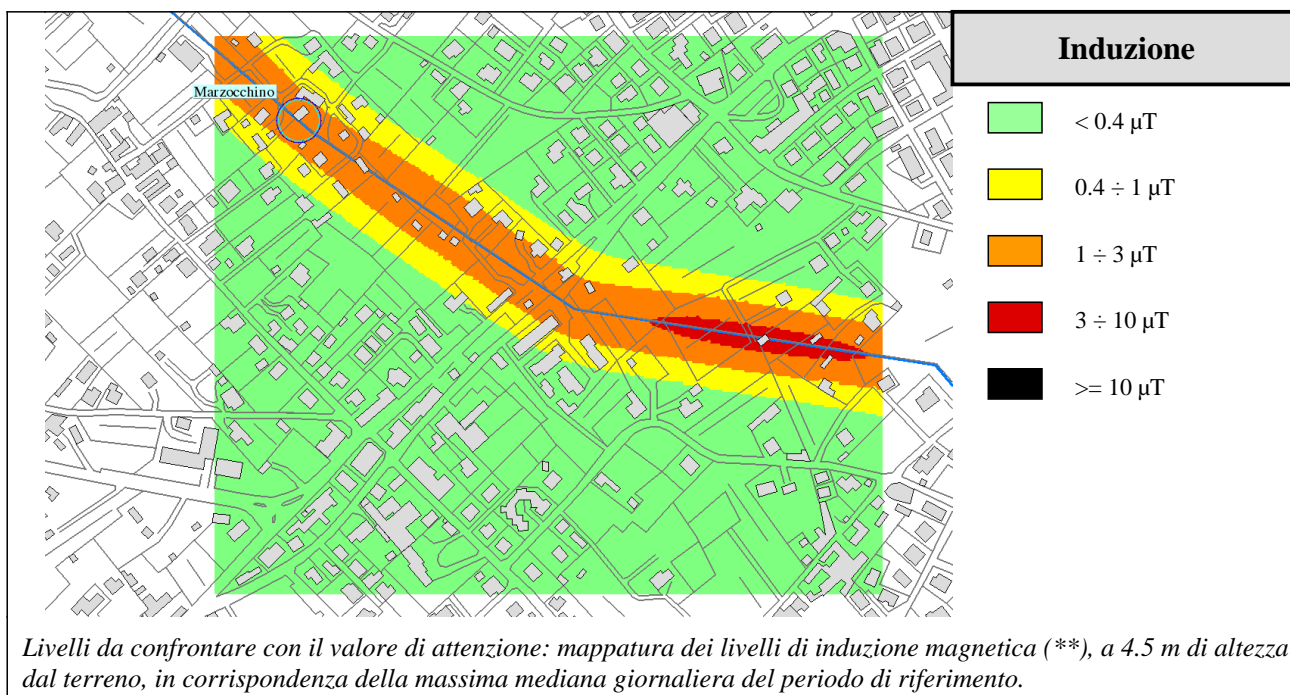 Induzione
Marzocchino
< 0.4 µT
0.4 ÷ 1 µT
1 ÷ 3 µT
3 ÷ 10 µT
>= 10 µT
Livelli da confrontare con il valore di attenzione: mappatura dei livelli di induzione magnetica (**), a 4.5 m di altezza
dal terreno, in corrispondenza della massima mediana giornaliera del periodo di riferimento.